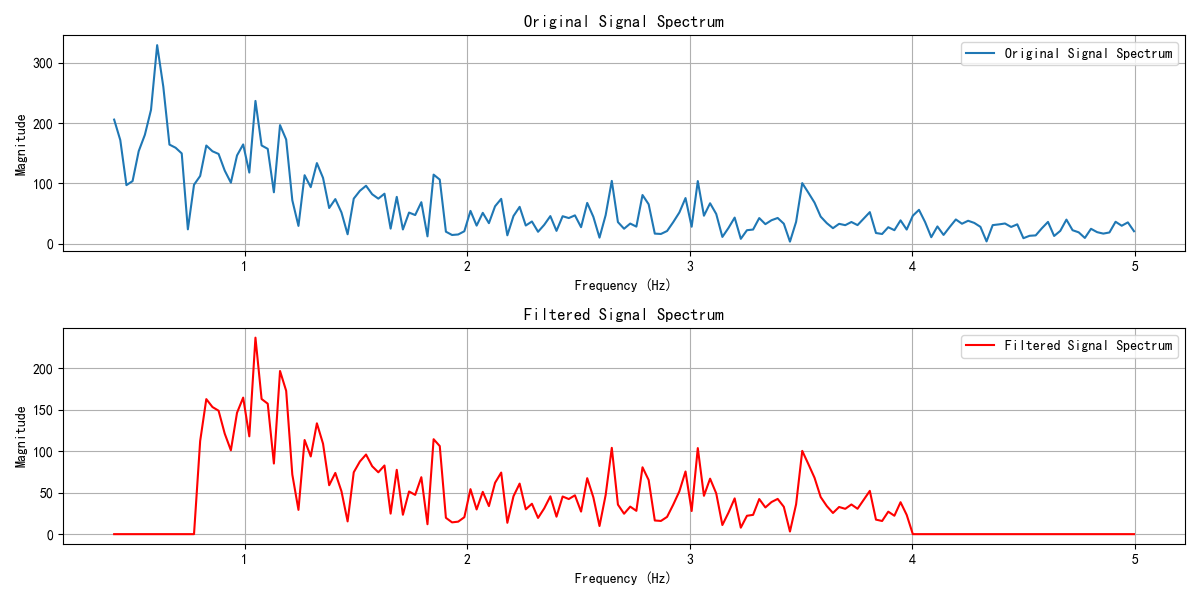 Original Signal Spectrum
Original Signal Spectrum
Magnitude
300
200
100
0
1 2 3 4 5
Frequency (Hz)
Filtered Signal Spectrum
Filtered Signal Spectrum
Magnitude
200
150
100
50
0
1 2 3 4 5
Frequency (Hz)